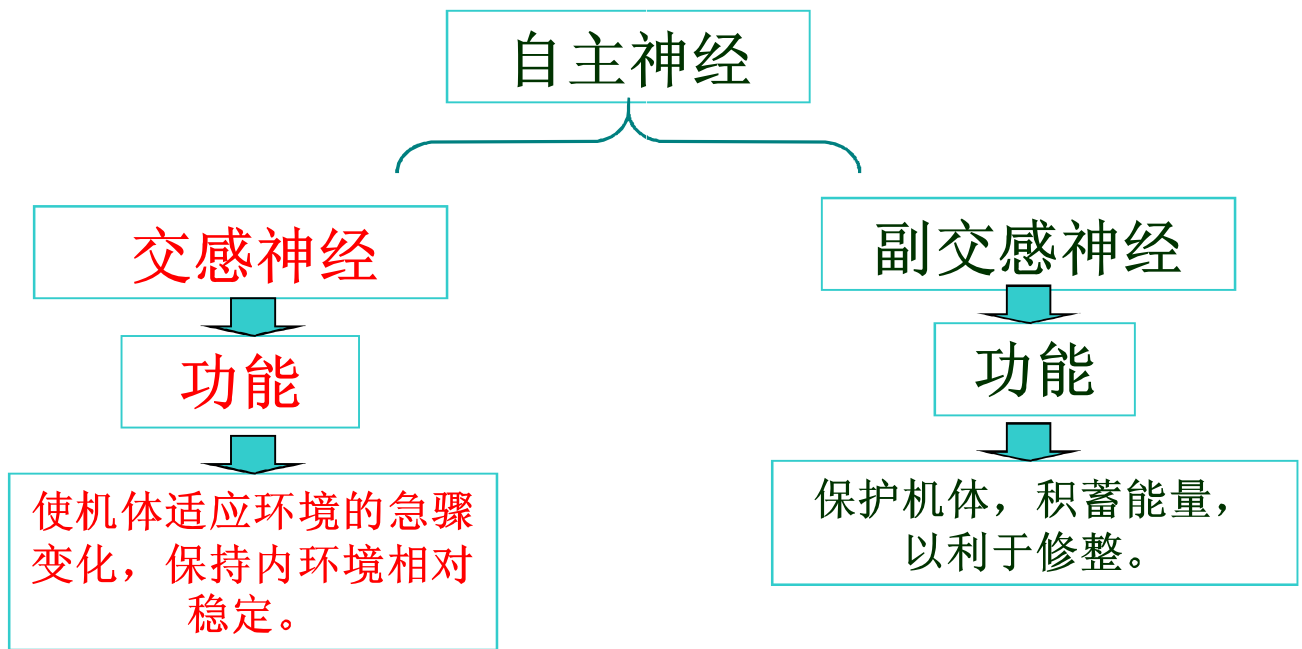 自主神经
交感神经
功能
使机体适应环境的急骤
变化，保持内环境相对
稳定。
副交感神经
功能
保护机体，积蓄能量，
以利于修整。